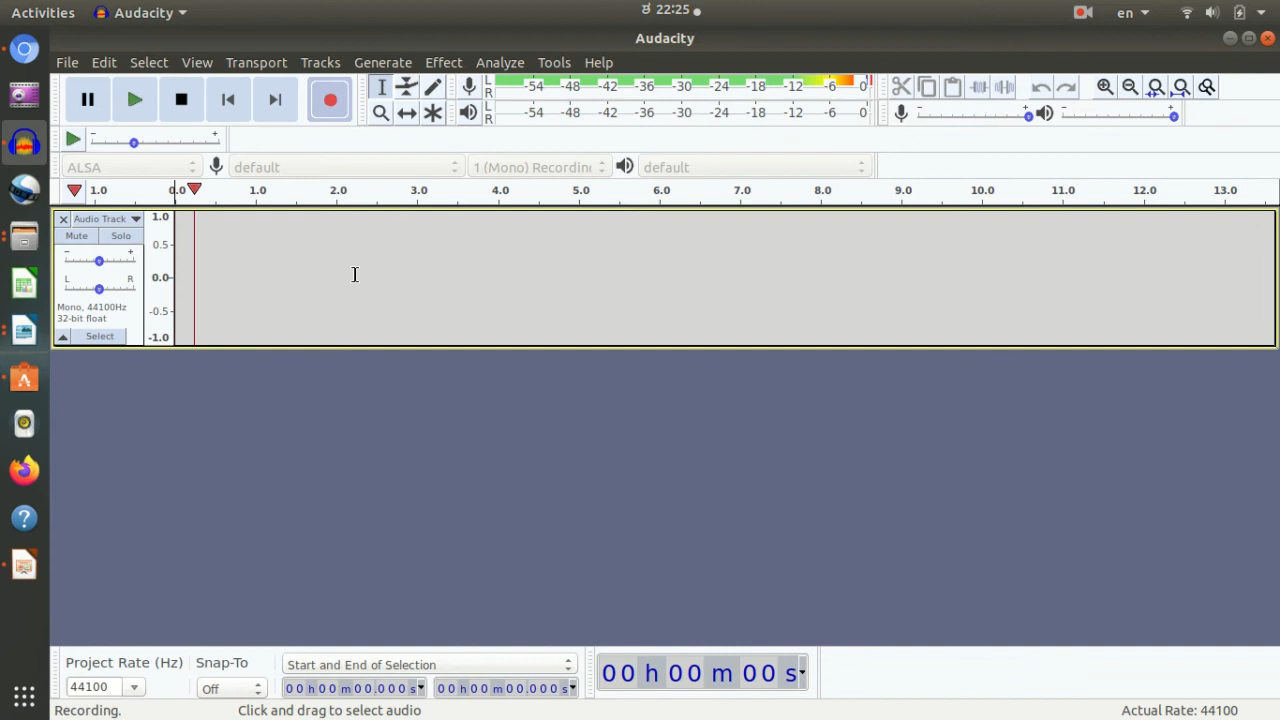 Activities Audacity ಠ 22:25 en
Audacity
File Edit Select View Transport Tracks Generate Effect Analyze Tools Help
L R -54 -48 -42 -36 -30 -24 -18 -12 -6 0
L R -54 -48 -42 -36 -30 -24 -18 -12 -6 0
ALSA default 1 (Mono) Recordin default
1.0 0.0 1.0 2.0 3.0 4.0 5.0 6.0 7.0 8.0 9.0 10.0 11.0 12.0 13.0
Audio Track 1.0
Mute Solo
0.5
L R 0.0
Mono, 44100Hz -0.5
32-bit float
Select -1.0
Project Rate (Hz) Snap-To Start and End of Selection 00 h 00 m 00 s
44100 Off 00 h 00 m 00.000 s 00 h 00 m 00.000 s
Recording. Click and drag to select audio Actual Rate: 44100